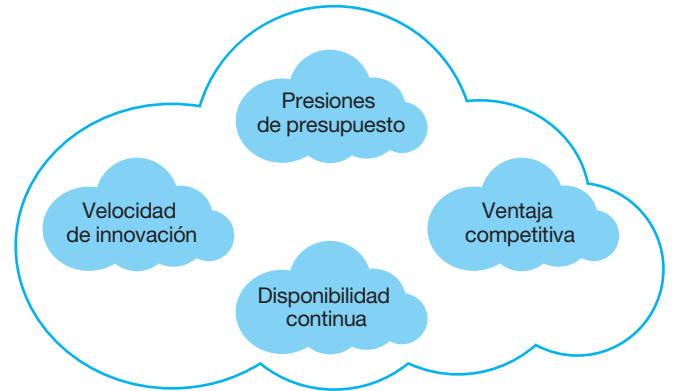 Presiones
de presupuesto
Velocidad
de innovación
Ventaja
competitiva
Disponibilidad
continua